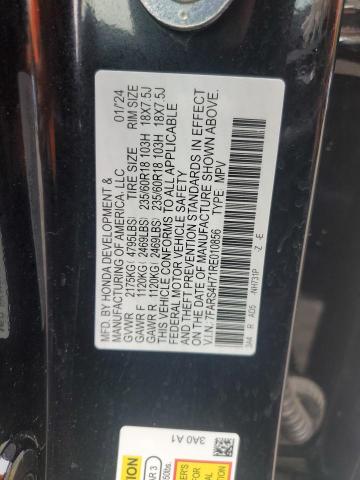 MFD. BY HONDA DEVELOPMENT &
MANUFACTURING OF AMERICA, LLC 01/24
GVWR 2175KG( 4795LBS) TIRE SIZE RIM SIZE
GAWR F 1120KG( 2469LBS) 235/60R18 103H 18X7.5J
GAWR R 1120KG( 2469LBS) 235/60R18 103H 18X7.5J
THIS VEHICLE CONFORMS TO ALL APPLICABLE
FEDERAL MOTOR VEHICLE SAFETY
AND THEFT PREVENTION STANDARDS IN EFFECT
ON THE DATE OF MANUFACTURE SHOWN ABOVE.
V.I.N. 7FARS4H71RE010856 TYPE: MPV
3A4 R A05 NH731P -Z -E
3A0 A1